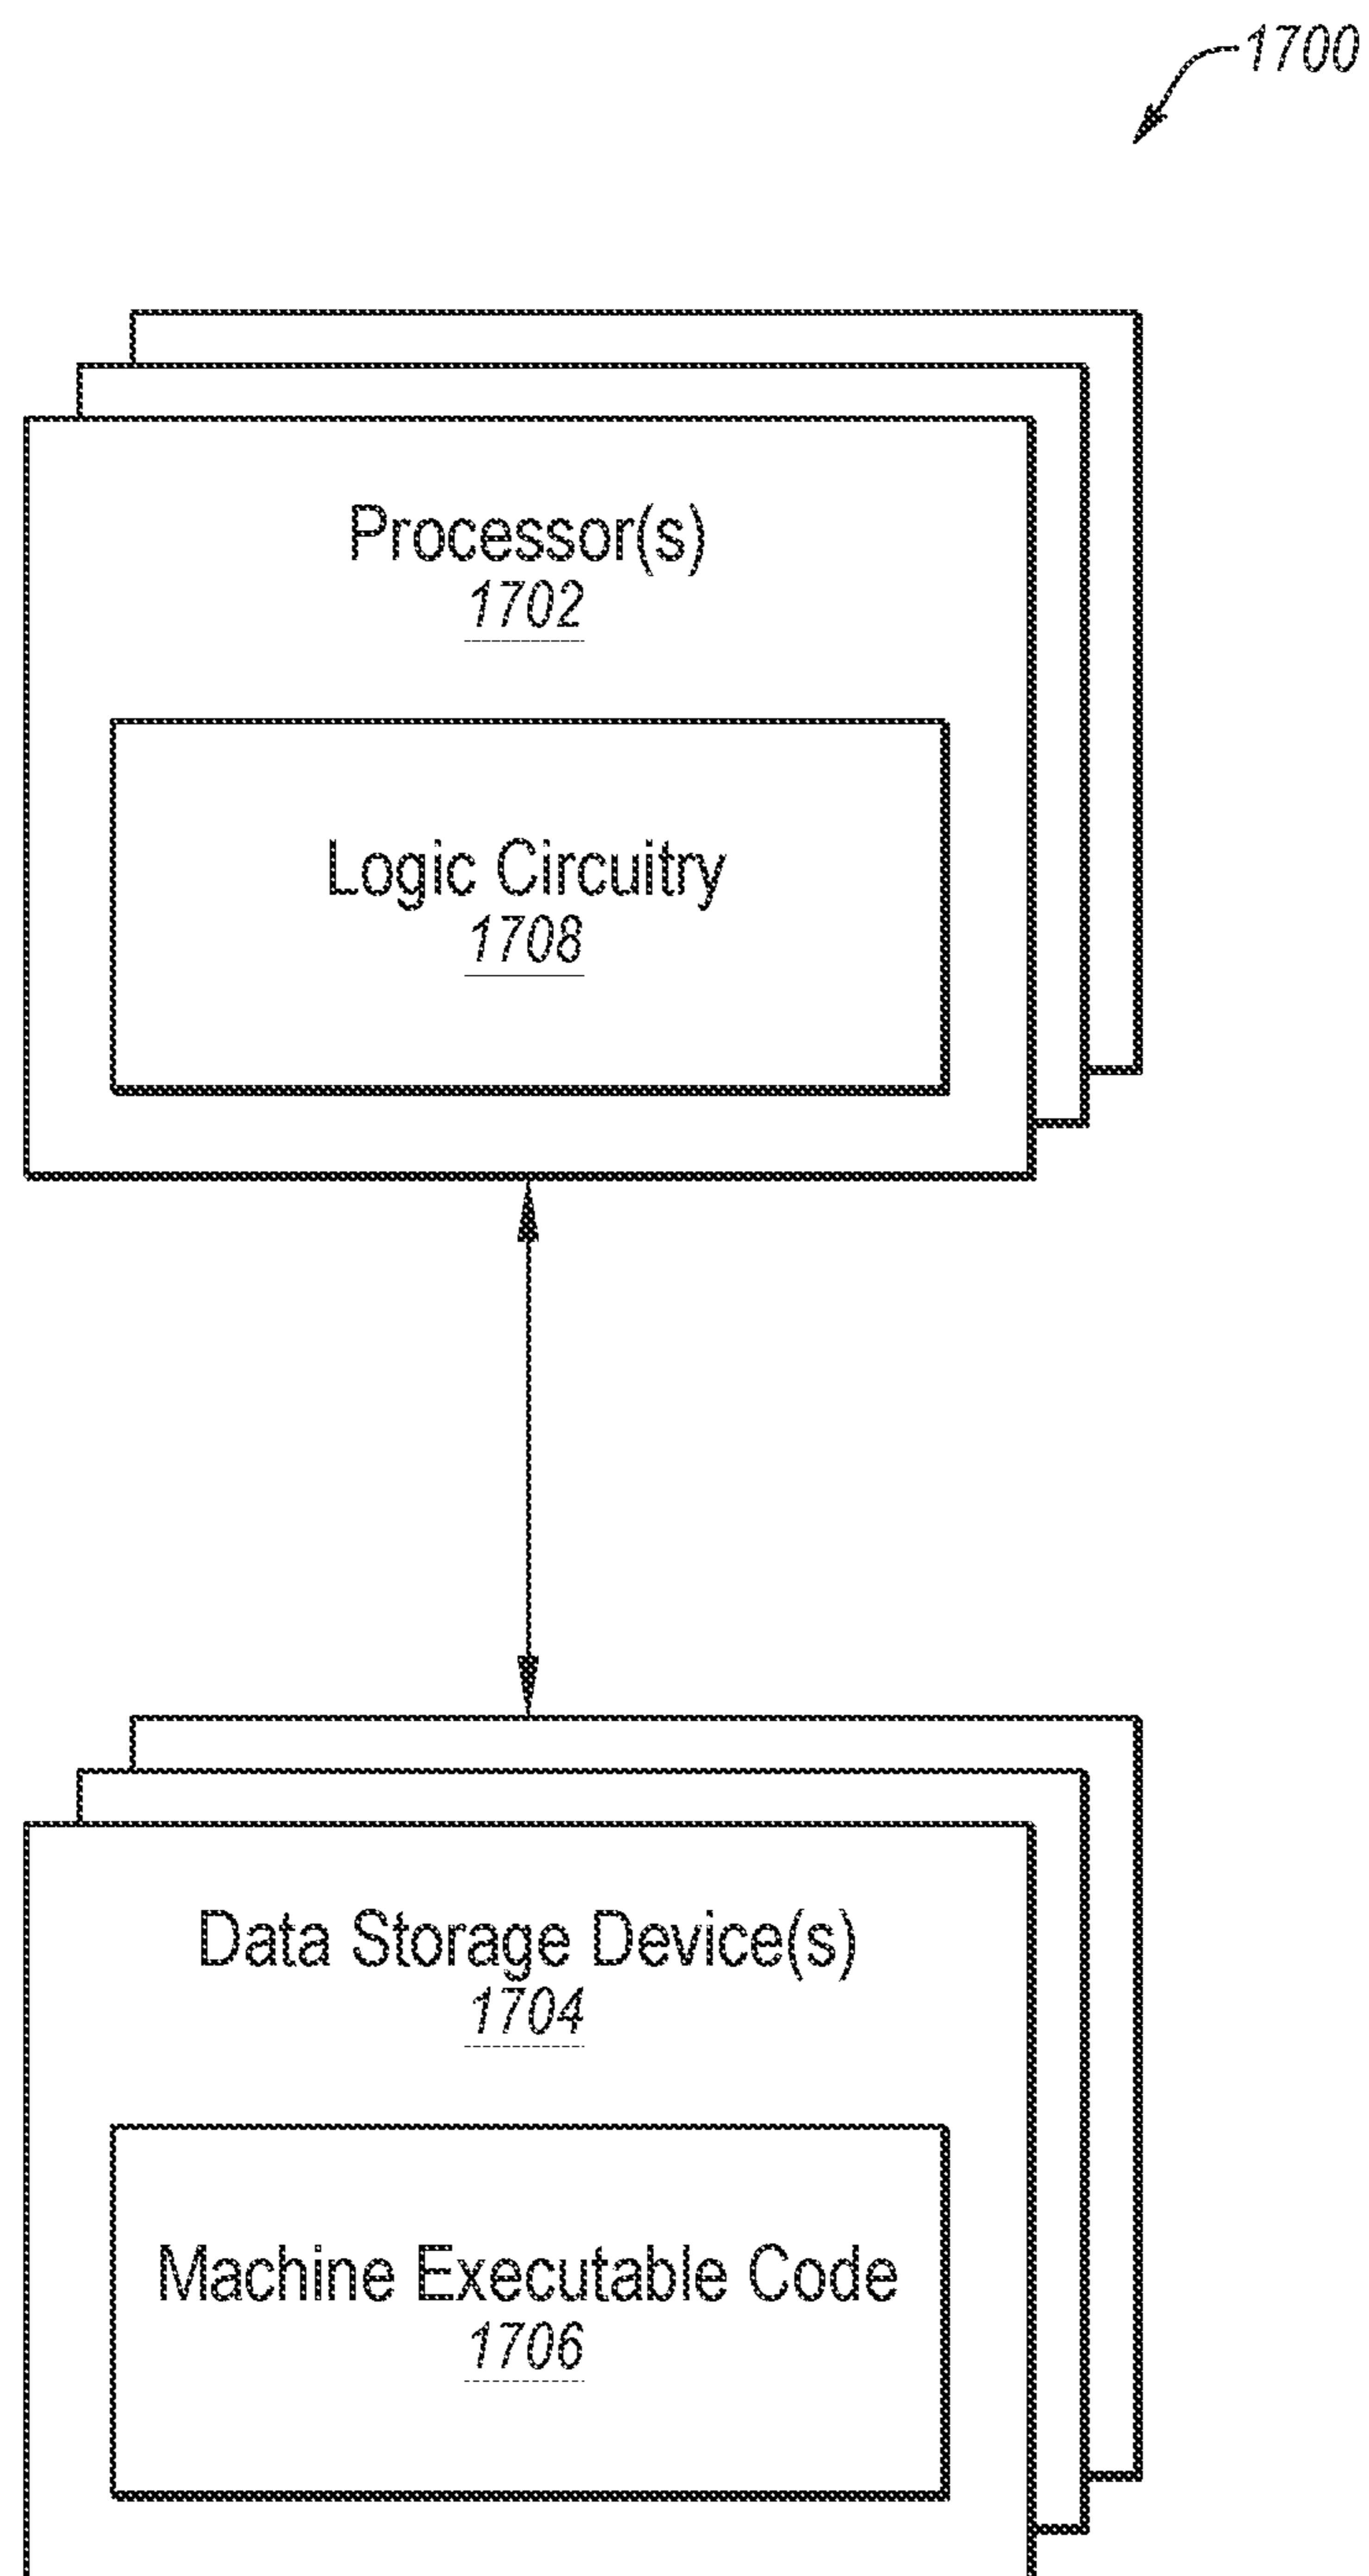 1700
Processor(s)
1702
Logic Circuitry
1708
Data Storage Device(s)
1704
Machine Executable Code
1706